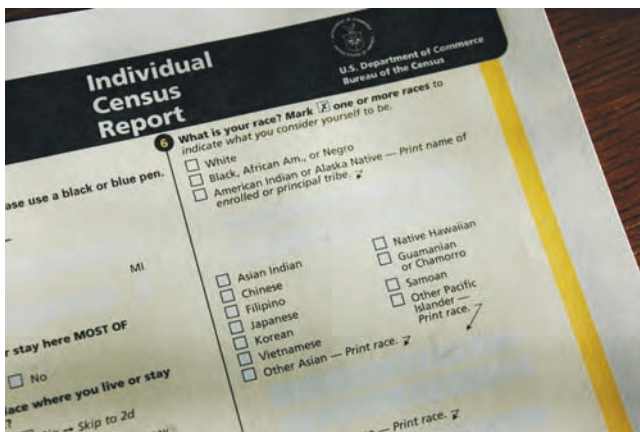 Individual
Census
Report
U.S. Department of Commerce
Bureau of the Census
ase use a black or blue pen.
MI
r stay here MOST OF
No
lace where you live or stay
?
Skip to 2d
6 What is your race? Mark X one or more races to
indicate what you consider yourself to be.
White
Black, African Am., or Negro
American Indian or Alaska Native — Print name of
enrolled or principal tribe.
Asian Indian
Chinese
Filipino
Japanese
Korean
Vietnamese
Other Asian — Print race.
Native Hawaiian
Guamanian
or Chamorro
Samoan
Other Pacific
Islander —
Print race.
— Print race.